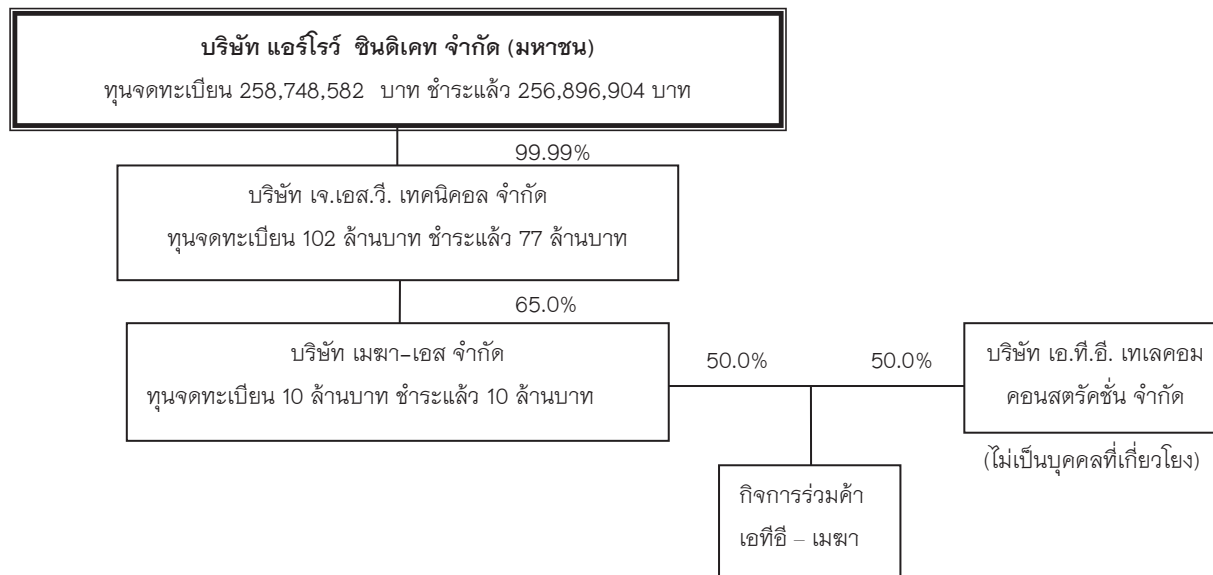 บริษัท แอร์โรว์ ซินดิเคท จำกัด (มหาชน)
ทุนจดทะเบียน 258,748,582 บาท ชำระแล้ว 256,896,904 บาท
99.99%
บริษัท เจ.เอส.วี. เทคนิคอล จำกัด
ทุนจดทะเบียน 102 ล้านบาท ชำระแล้ว 77 ล้านบาท
65.0%
บริษัท เมฆา-เอส จำกัด
ทุนจดทะเบียน 10 ล้านบาท ชำระแล้ว 10 ล้านบาท
50.0%
50.0%
บริษัท เอ.ที.อี. เทเลคอม
คอนสตรัคชั่น จำกัด
(ไม่เป็นบุคคลที่เกี่ยวโยง)
กิจการร่วมค้า
เอทีอี – เมฆา